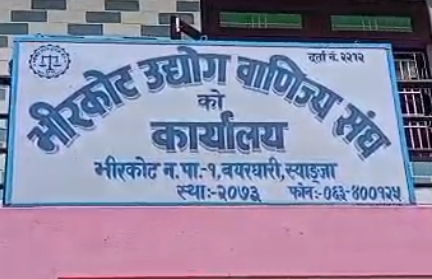 दर्ता नं. २२१२
भीरकोट उद्योग वाणिज्य संघ
को
कार्यालय
भीरकोट न.पा.-१, बयरघारी, स्याङ्जा
स्था:-२०७३ फोन:-०६३-४००१२५